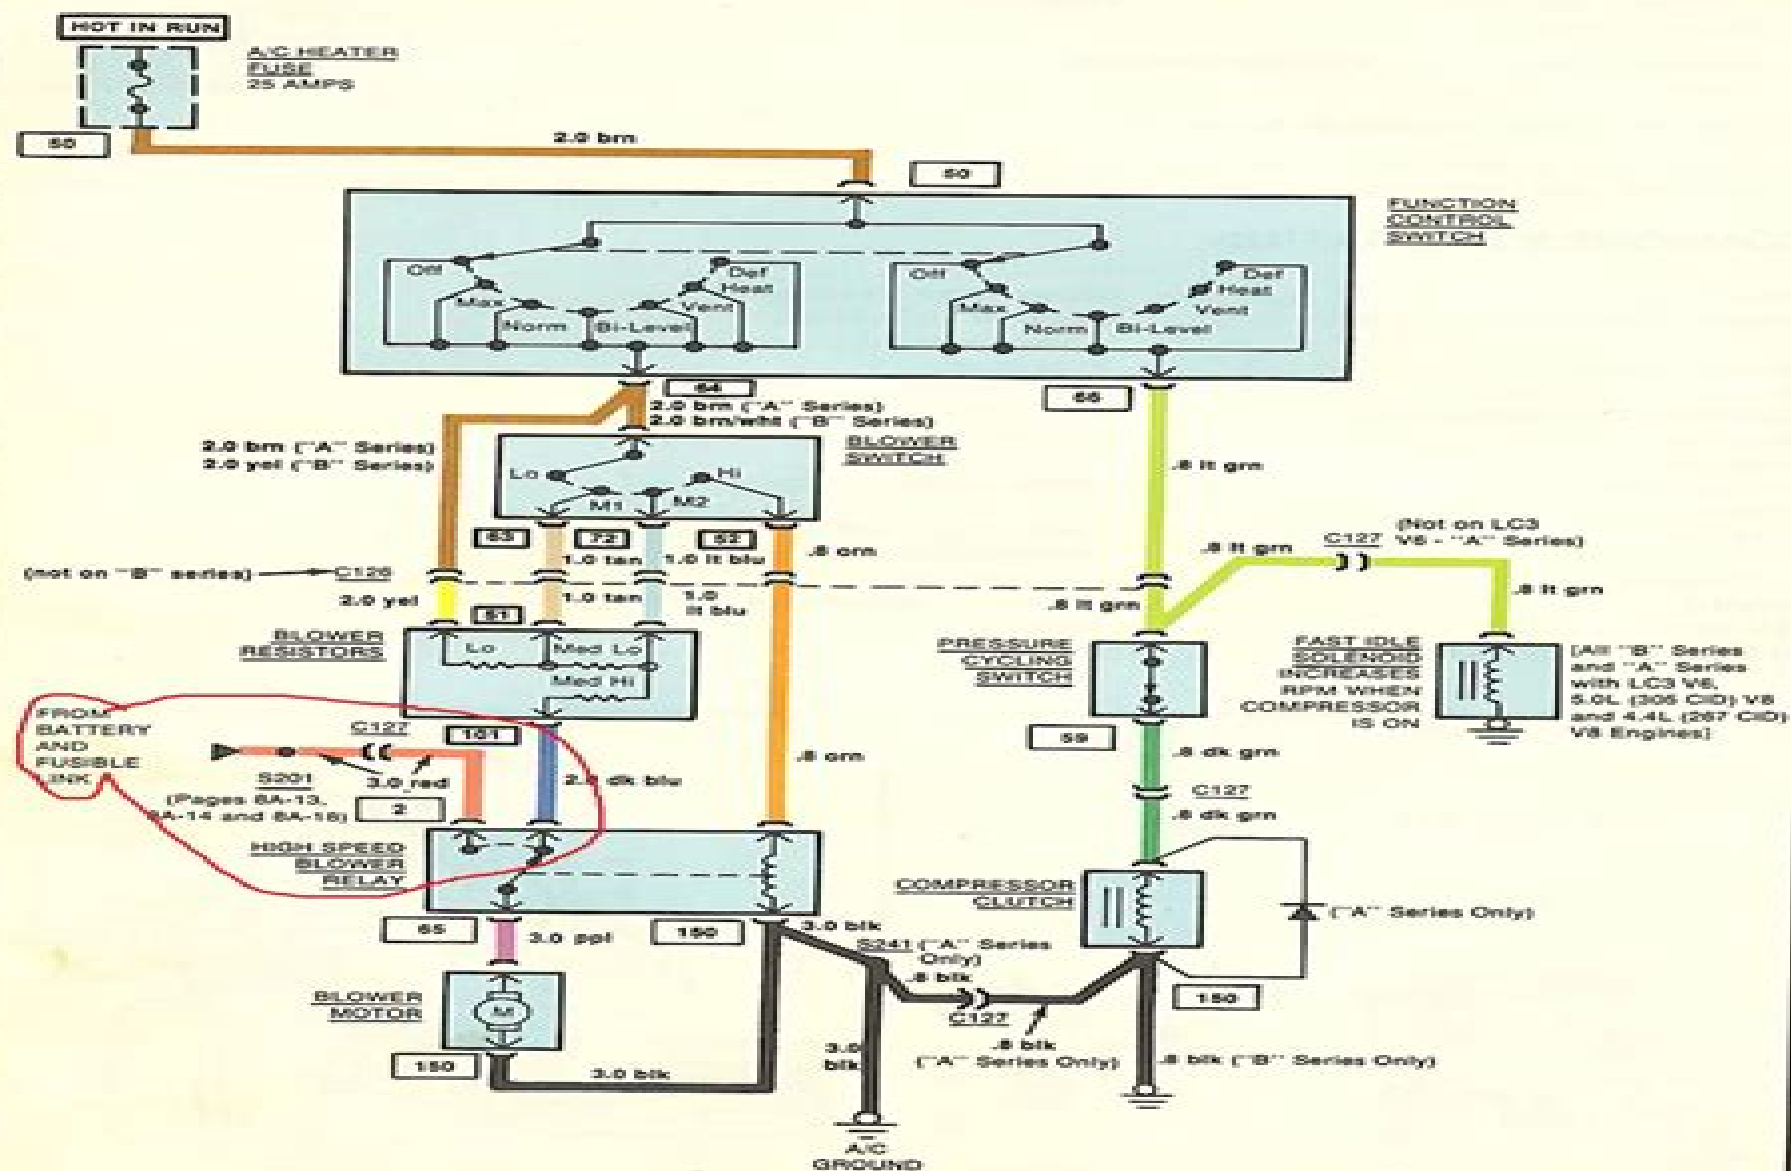 HOT IN RUN
A/C HEATER
FUSE
25 AMPS
50
2.0 brn
50
FUNCTION
CONTROL
SWITCH
Off
Max
Norm
Bi-Level
Vent
Def
Heat
Off
Max
Norm
Bi-Level
Vent
Def
Heat
64
66
2.0 brn ("A" Series)
2.0 brn/wht ("B" Series)
2.0 brn ("A" Series)
2.0 yel ("B" Series)
BLOWER
SWITCH
Lo
M1
M2
Hi
.8 lt grn
63
72
52
.8 orn
1.0 tan
1.0 lt blu
(not on "B" series)
C126
2.0 yel
1.0 tan
1.0
lt blu
51
(Not on LC3
V6 - "A" Series)
C127
.8 lt grn
.8 lt grn
.8 lt grn
BLOWER
RESISTORS
Lo
Med Lo
Med Hi
PRESSURE
CYCLING
SWITCH
FAST IDLE
SOLENOID
INCREASES
RPM WHEN
COMPRESSOR
IS ON
[All "B" Series
and "A" Series
with LC3 V6,
5.0L (305 CID) V8
and 4.4L (267 CID)
V8 Engines]
FROM
BATTERY
AND
FUSIBLE
LINK
C127
101
S201
3.0 red
(Pages 8A-13,
8A-14 and 8A-16)
2
2.0 dk blu
.8 orn
59
.8 dk grn
C127
.8 dk grn
HIGH SPEED
BLOWER
RELAY
COMPRESSOR
CLUTCH
("A" Series Only)
65
3.0 ppl
150
3.0 blk
S241 ("A" Series
Only)
.8 blk
BLOWER
MOTOR
M
150
3.0 blk
C127
.8 blk
("A" Series Only)
150
.8 blk ("B" Series Only)
3.0
blk
A/C
GROUND